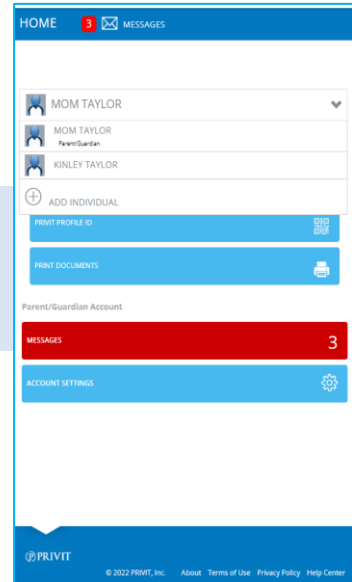 HOME 3 MESSAGES
MOM TAYLOR
MOM TAYLOR
Parent/Guardian
KINLEY TAYLOR
ADD INDIVIDUAL
PRIVIT PROFILE ID
PRINT DOCUMENTS
Parent/Guardian Account
MESSAGES 3
ACCOUNT SETTINGS
PRIVIT
© 2022 PRIVIT, Inc. About Terms of Use Privacy Policy Help Center